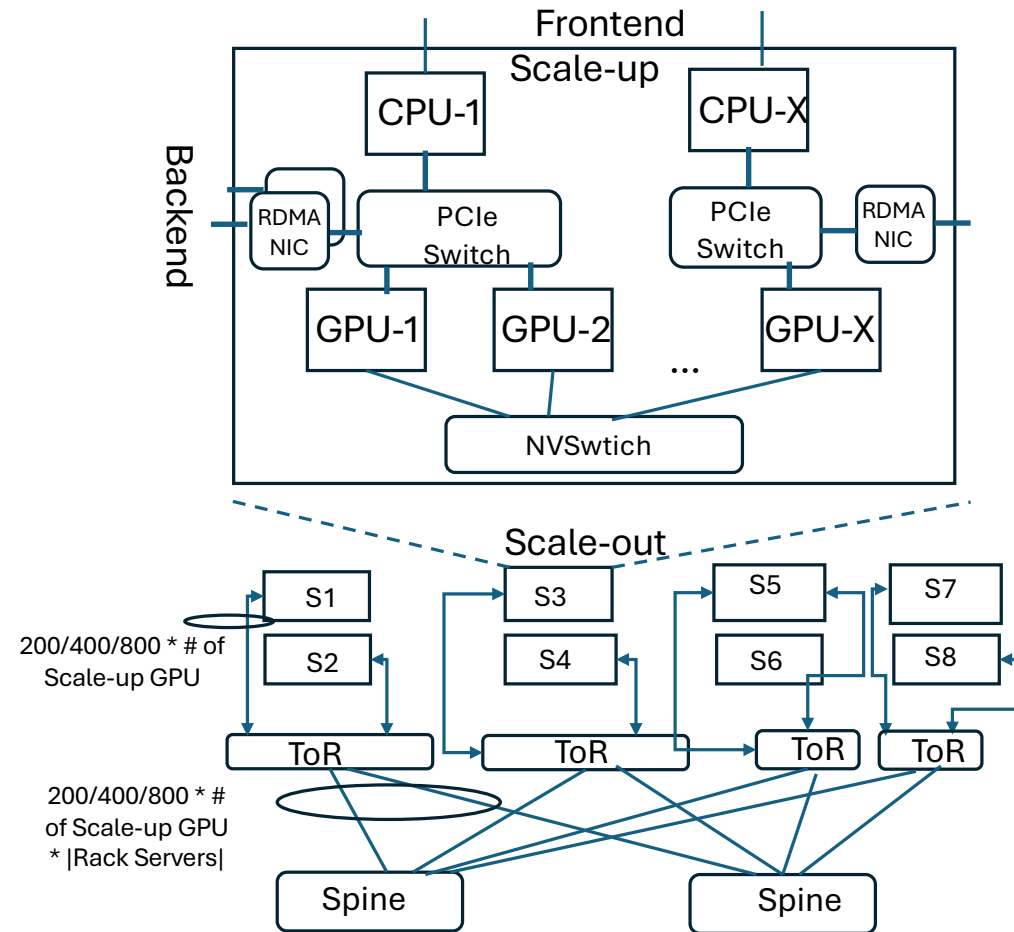 Frontend
Scale-up
CPU-1
CPU-X
Backend
RDMA
NIC
PCIe
Switch
PCIe
Switch
RDMA
NIC
GPU-1
GPU-2
GPU-X
...
NVSwtich
Scale-out
S1
S3
S5
S7
200/400/800 * # of
Scale-up GPU
S2
S4
S6
S8
ToR
ToR
ToR
ToR
200/400/800 * #
of Scale-up GPU
* |Rack Servers|
Spine
Spine